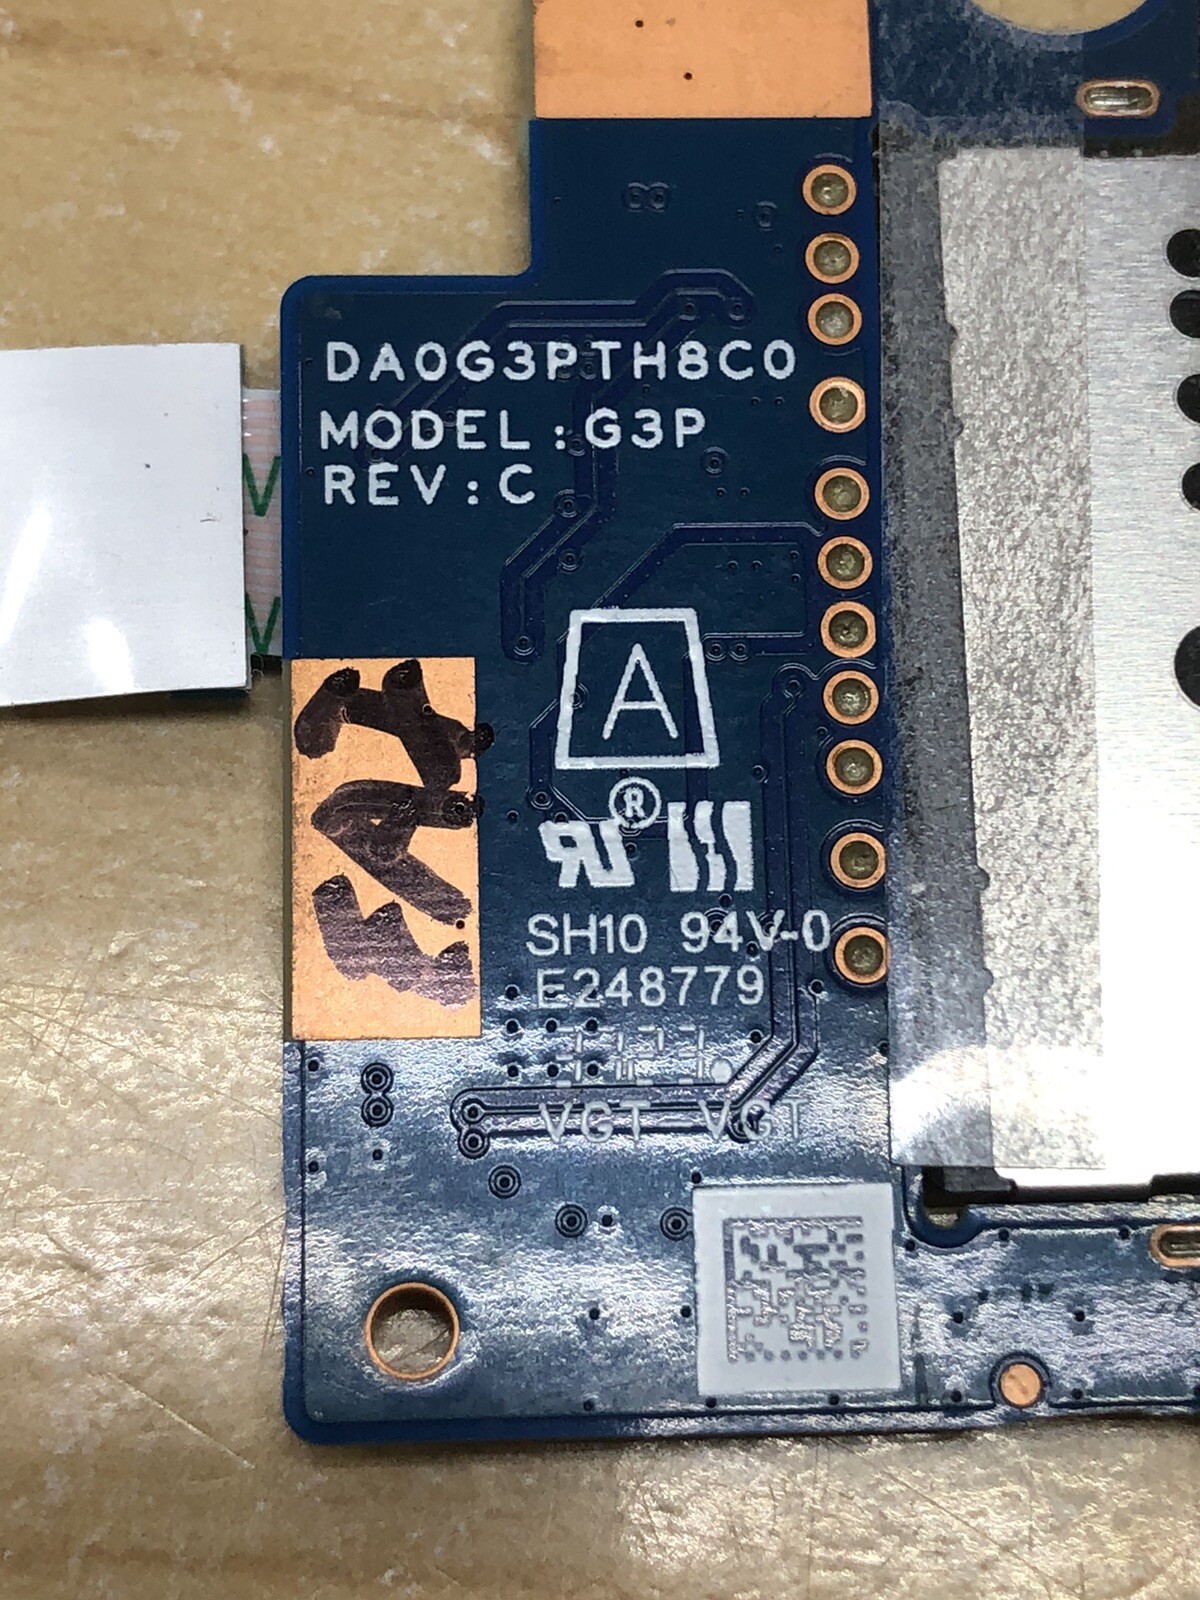 DA0G3PTH8C0
MODEL:G3P
REV:C
A
®
SH10 94V-0
E248779
VGT VGT